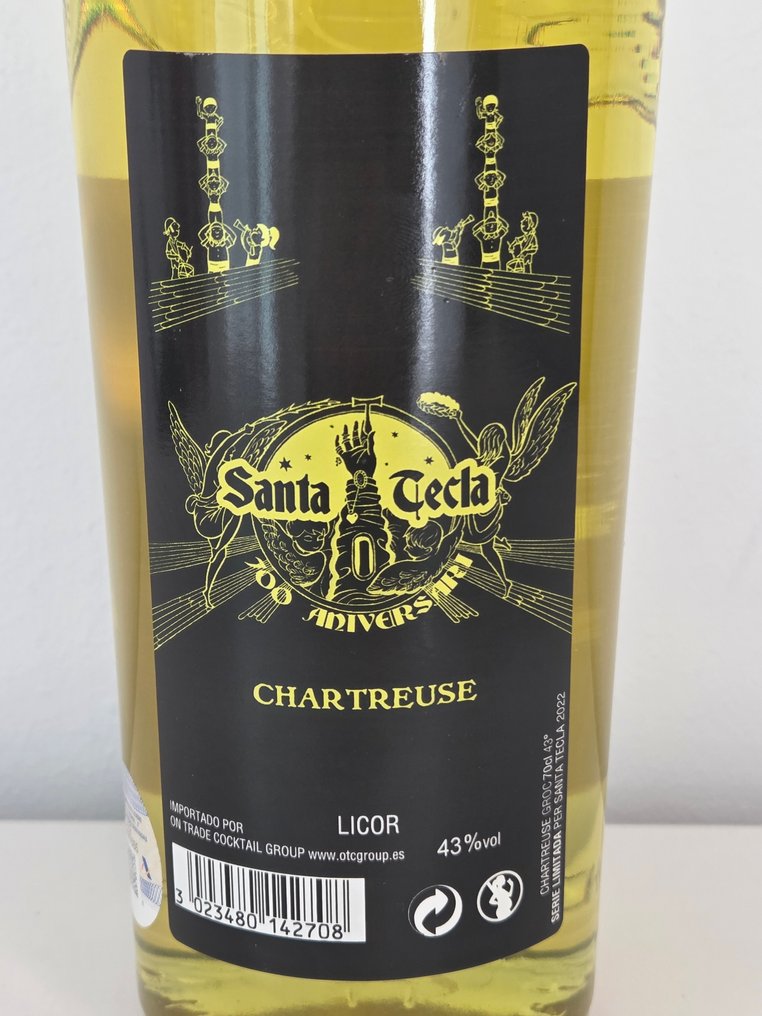 Santa Tecla
700 ANIVERSARI
CHARTREUSE
IMPORTADO POR
ON TRADE COCKTAIL GROUP www.otcgroup.es
LICOR
43%vol
3 023480 142708
CHARTREUSE GROC 70cl 43º
SERIE LIMITADA PER SANTA TECLA 2022